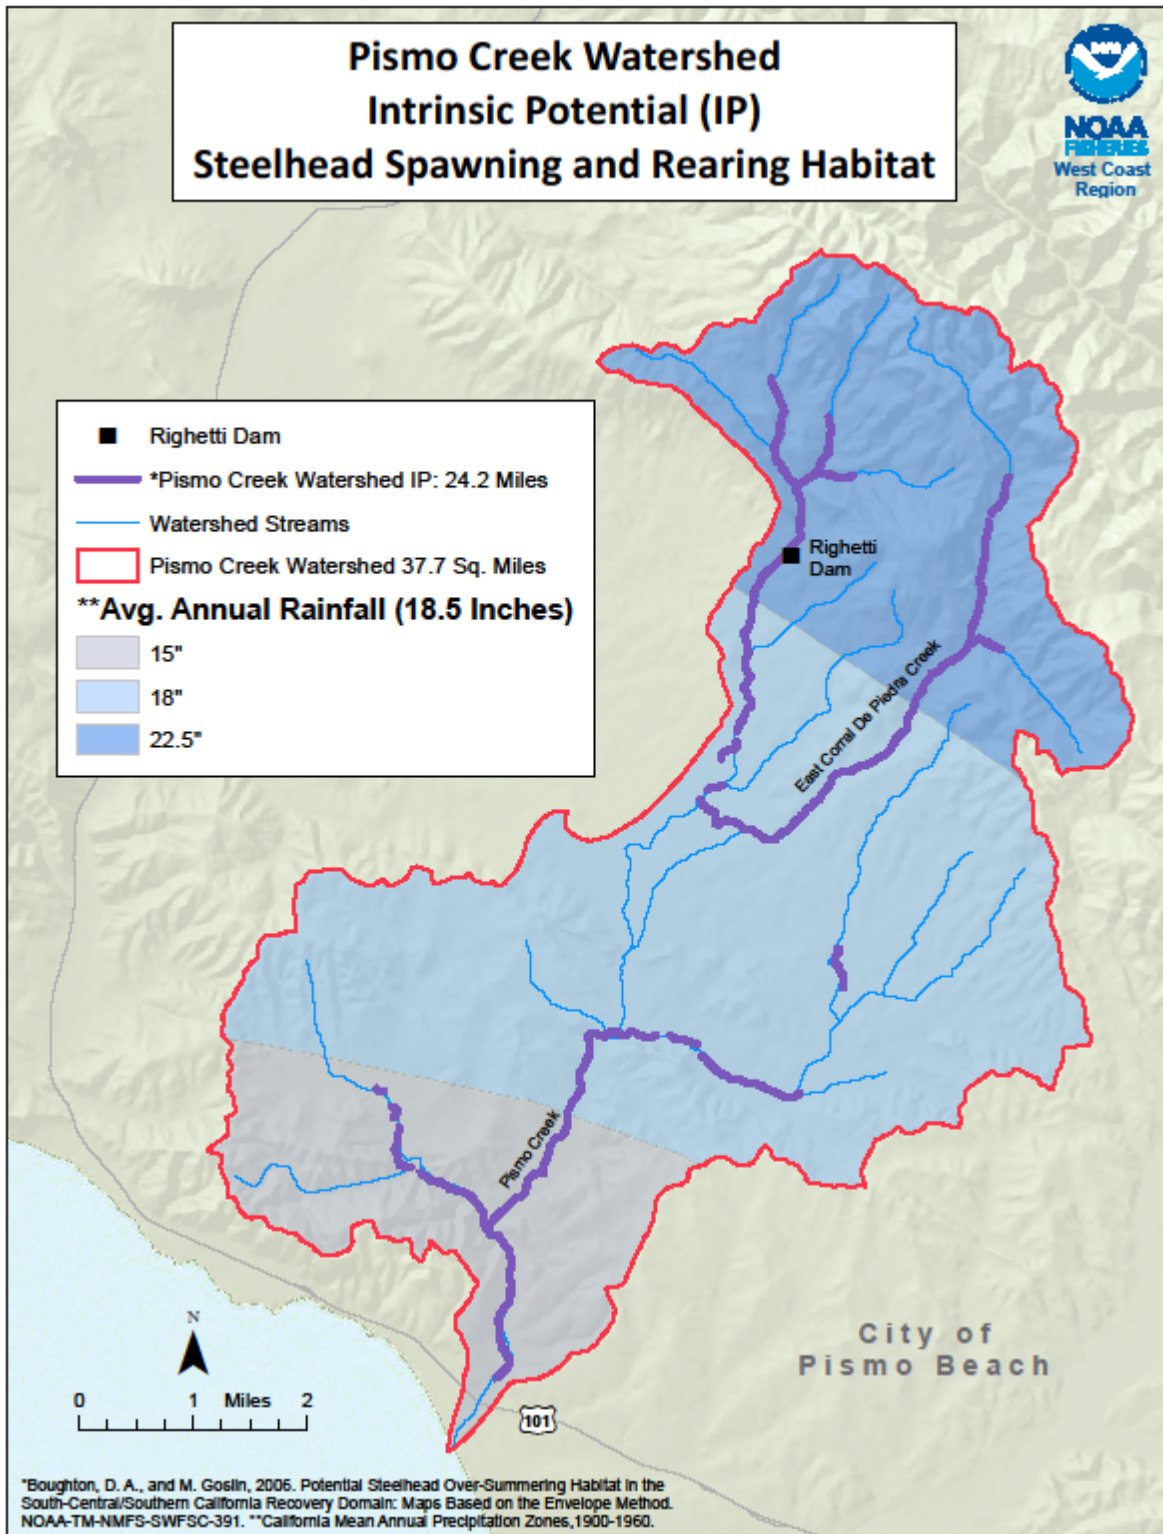 Pismo Creek Watershed
Intrinsic Potential (IP)
Steelhead Spawning and Rearing Habitat
NOAA
FISHERIES
West Coast
Region
Righetti Dam
*Pismo Creek Watershed IP: 24.2 Miles
Watershed Streams
Pismo Creek Watershed 37.7 Sq. Miles
**Avg. Annual Rainfall (18.5 Inches)
15"
18"
22.5"
Righetti
Dam
East Corral De Piedra Creek
Pismo Creek
City of
Pismo Beach
N
0 1 Miles 2
101
*Boughton, D. A., and M. Goslin, 2006. Potential Steelhead Over-Summering Habitat in the
South-Central/Southern California Recovery Domain: Maps Based on the Envelope Method.
NOAA-TM-NMFS-SWFSC-391. **California Mean Annual Precipitation Zones,1900-1960.